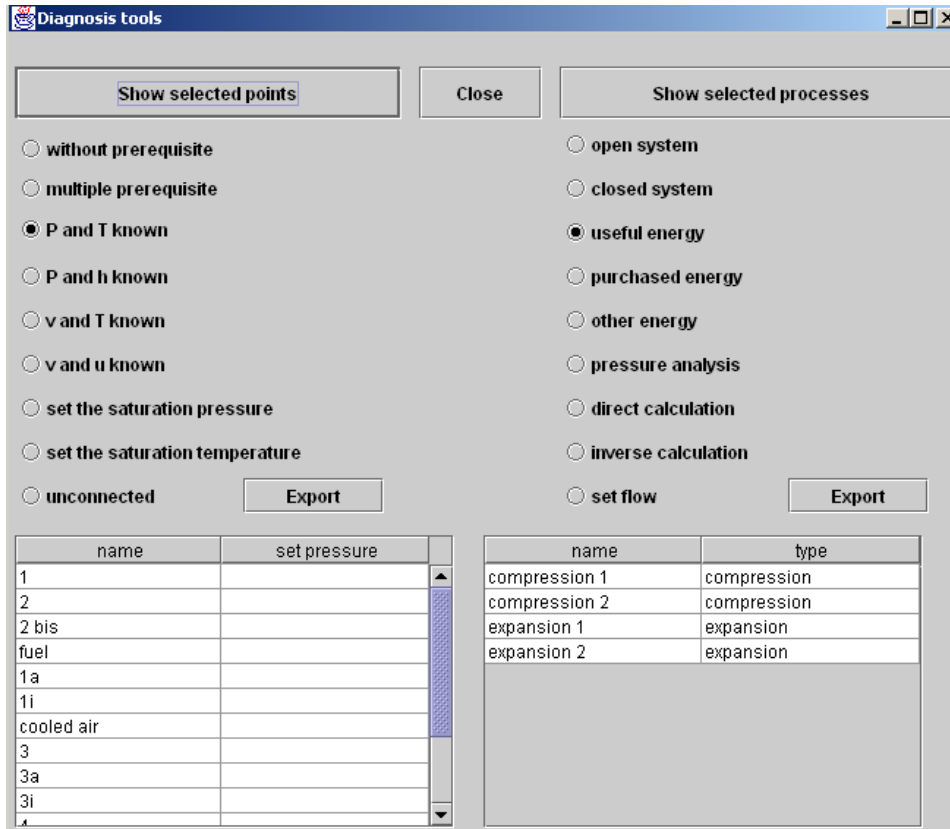 Diagnosis tools
Show selected points
Close
Show selected processes
without prerequisite
multiple prerequisite
P and T known
P and h known
v and T known
v and u known
set the saturation pressure
set the saturation temperature
unconnected
Export
open system
closed system
useful energy
purchased energy
other energy
pressure analysis
direct calculation
inverse calculation
set flow
Export
name set pressure
1
2
2 bis
fuel
1a
1i
cooled air
3
3a
3i
name type
compression 1 compression
compression 2 compression
expansion 1 expansion
expansion 2 expansion